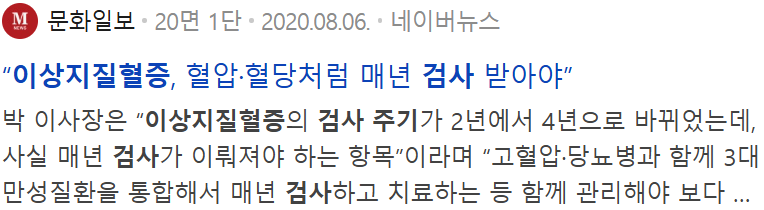 M
NEWS
문화일보 · 20면 1단 · 2020.08.06. · 네이버뉴스
“이상지질혈증, 혈압·혈당처럼 매년 검사 받아야”
박 이사장은 “이상지질혈증의 검사 주기가 2년에서 4년으로 바뀌었는데,
사실 매년 검사가 이뤄져야 하는 항목”이라며 “고혈압·당뇨병과 함께 3대
만성질환을 통합해서 매년 검사하고 치료하는 등 함께 관리해야 보다 ...